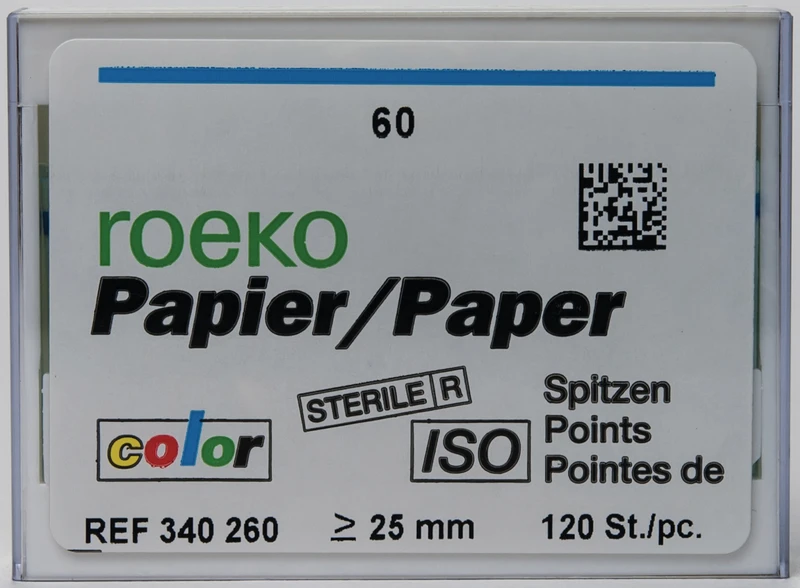 60
roeko
Papier/Paper
STERILE R
color
ISO
Spitzen
Points
Pointes de
REF 340 260
≥ 25 mm
120 St./pc.